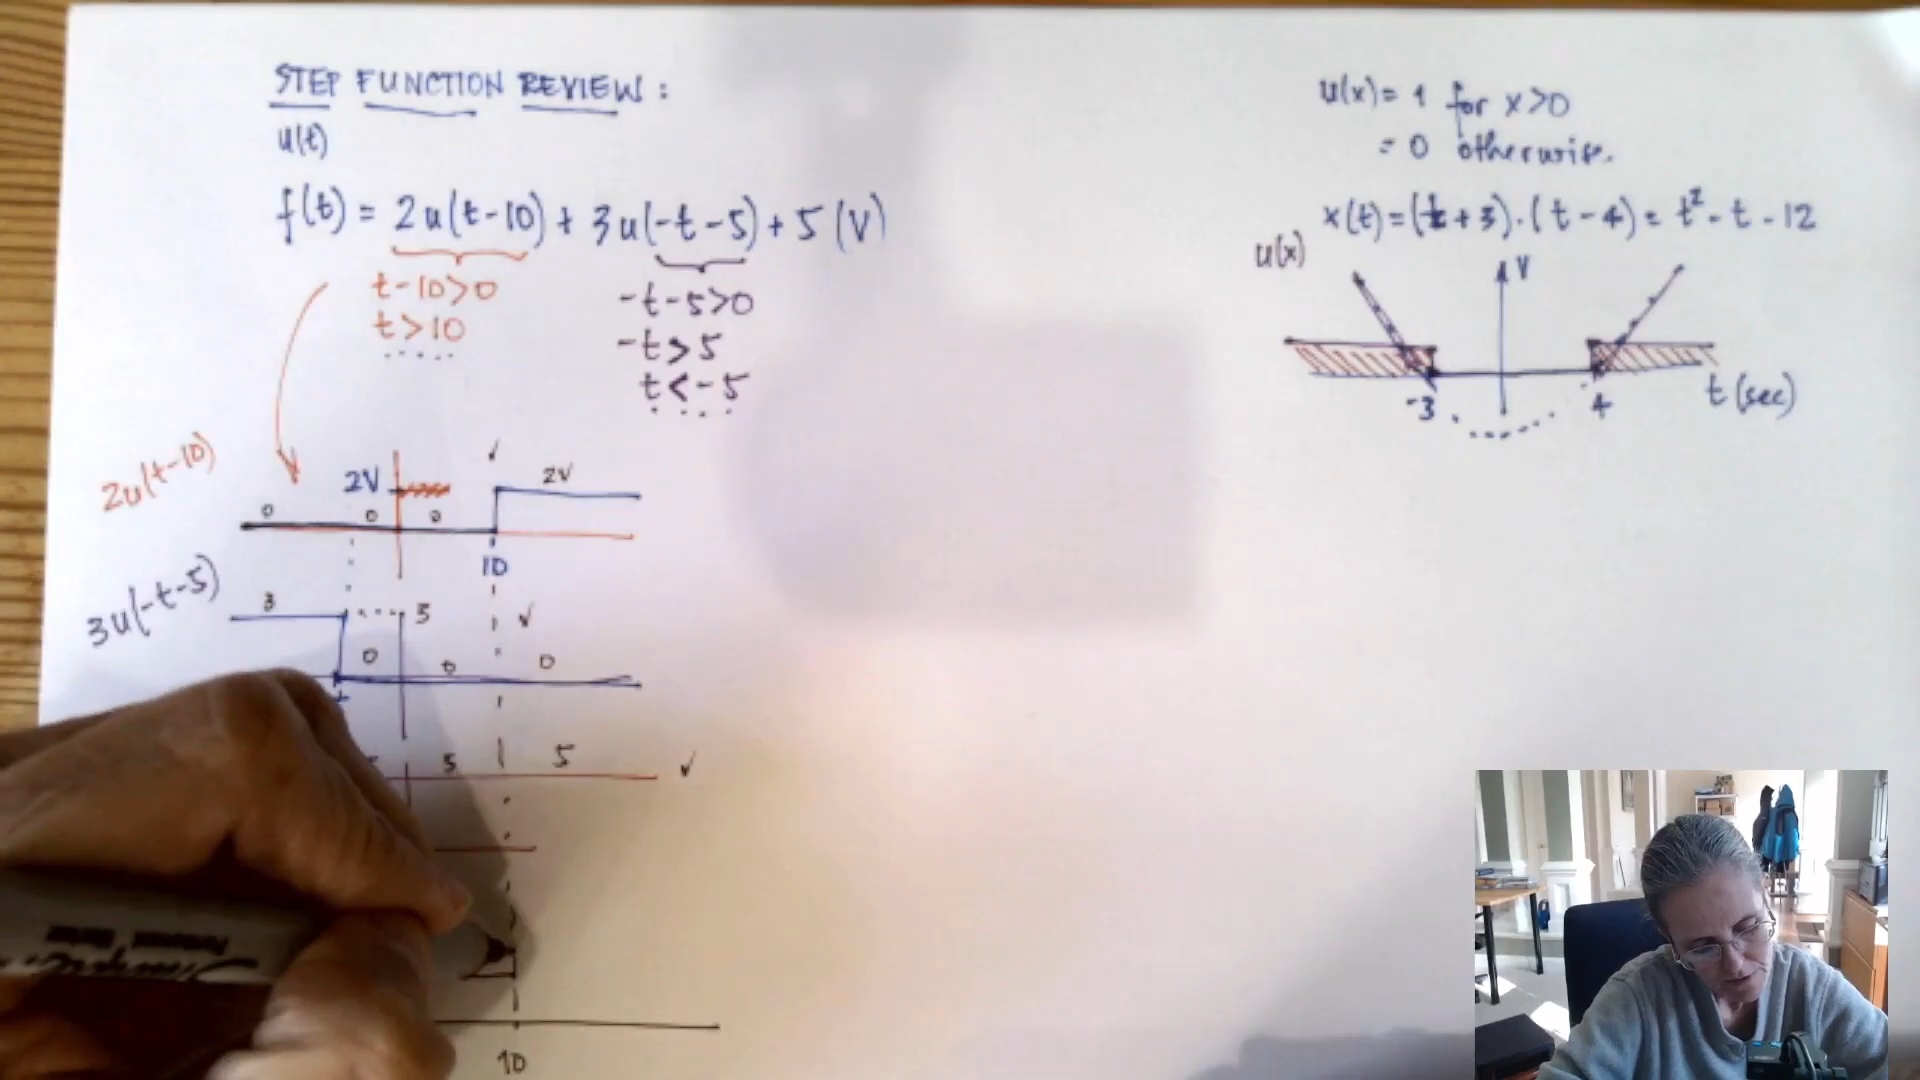 STEP FUNCTION REVIEW :
u(t)
f(t) = 2u(t-10) + 3u(-t-5) + 5 (V)
t-10>0
t>10
-t-5>0
-t>5
t<-5
2u(t-10)
2V
2V
0
0
0
10
3u(-t-5)
3
3
0
0
0
5
5
10
u(x)= 1 for x>0
= 0 otherwise.
x(t)=(t+3).(t-4)= t²-t-12
u(x)
V
-3
4
t(sec)